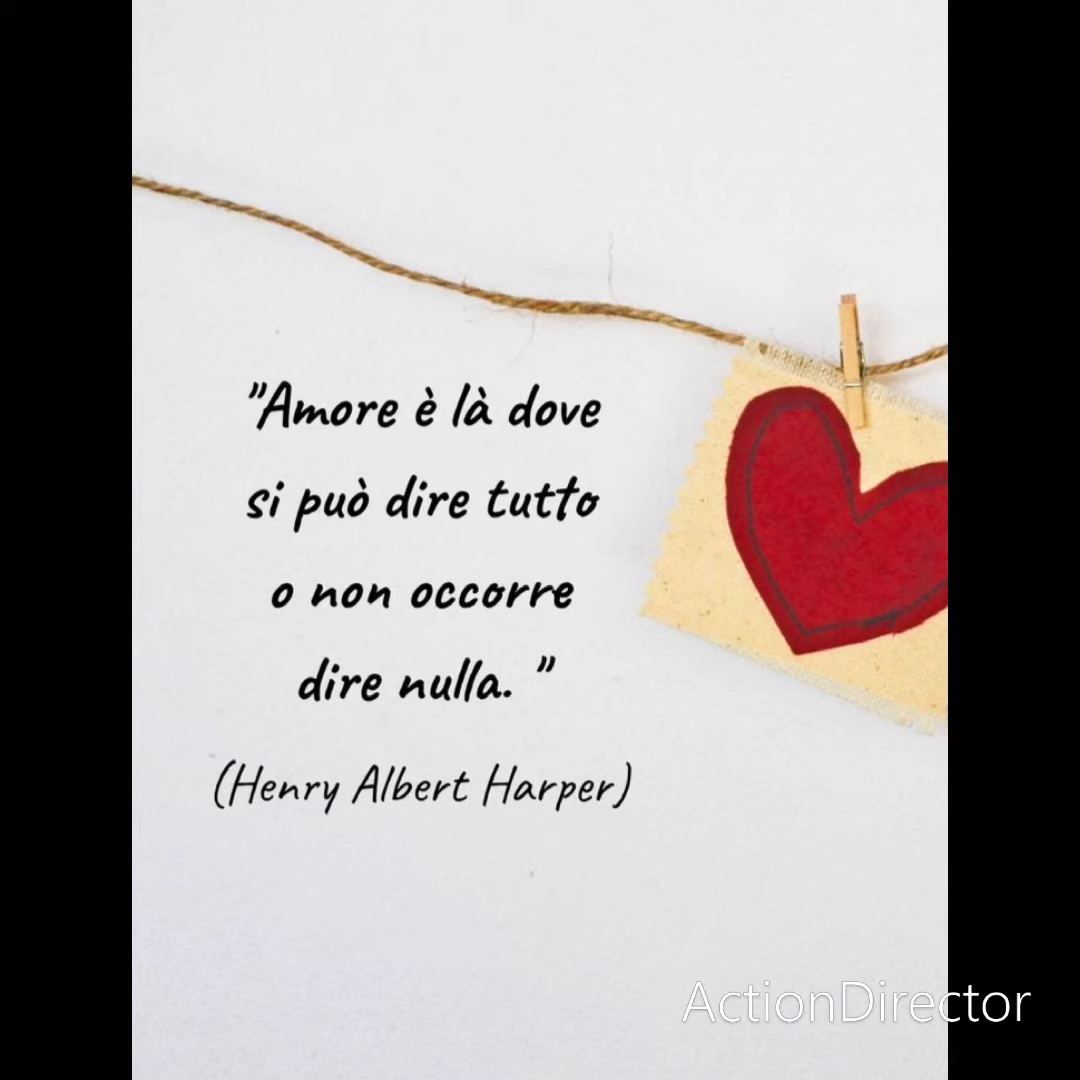 "Amore è là dove
si può dire tutto
o non occorre
dire nulla. "
(Henry Albert Harper)
ActionDirector